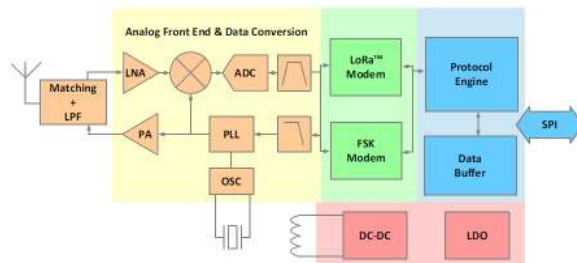 Analog Front End & Data Conversion
LNA
ADC
LoRa™
Modem
Protocol
Engine
Matching
+
LPF
PA
PLL
FSK
Modem
Data
Buffer
SPI
OSC
DC-DC
LDO